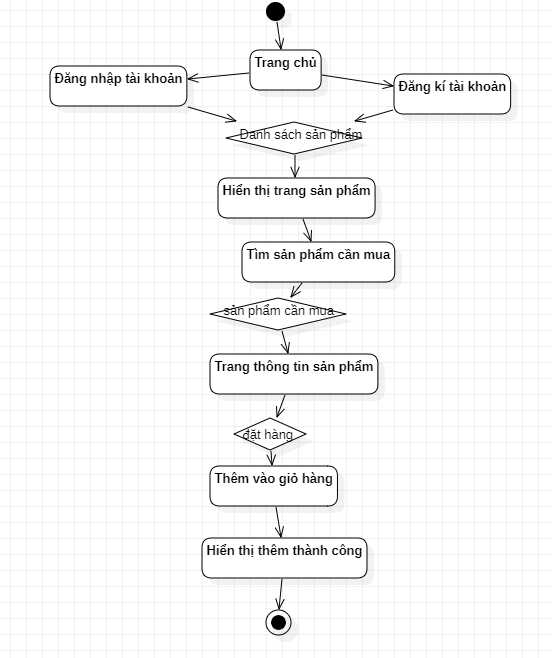 Trang chủ
Đăng nhập tài khoản
Đăng kí tài khoản
Danh sách sản phẩm
Hiển thị trang sản phẩm
Tìm sản phẩm cần mua
sản phẩm cần mua
Trang thông tin sản phẩm
đặt hàng
Thêm vào giỏ hàng
Hiển thị thêm thành công